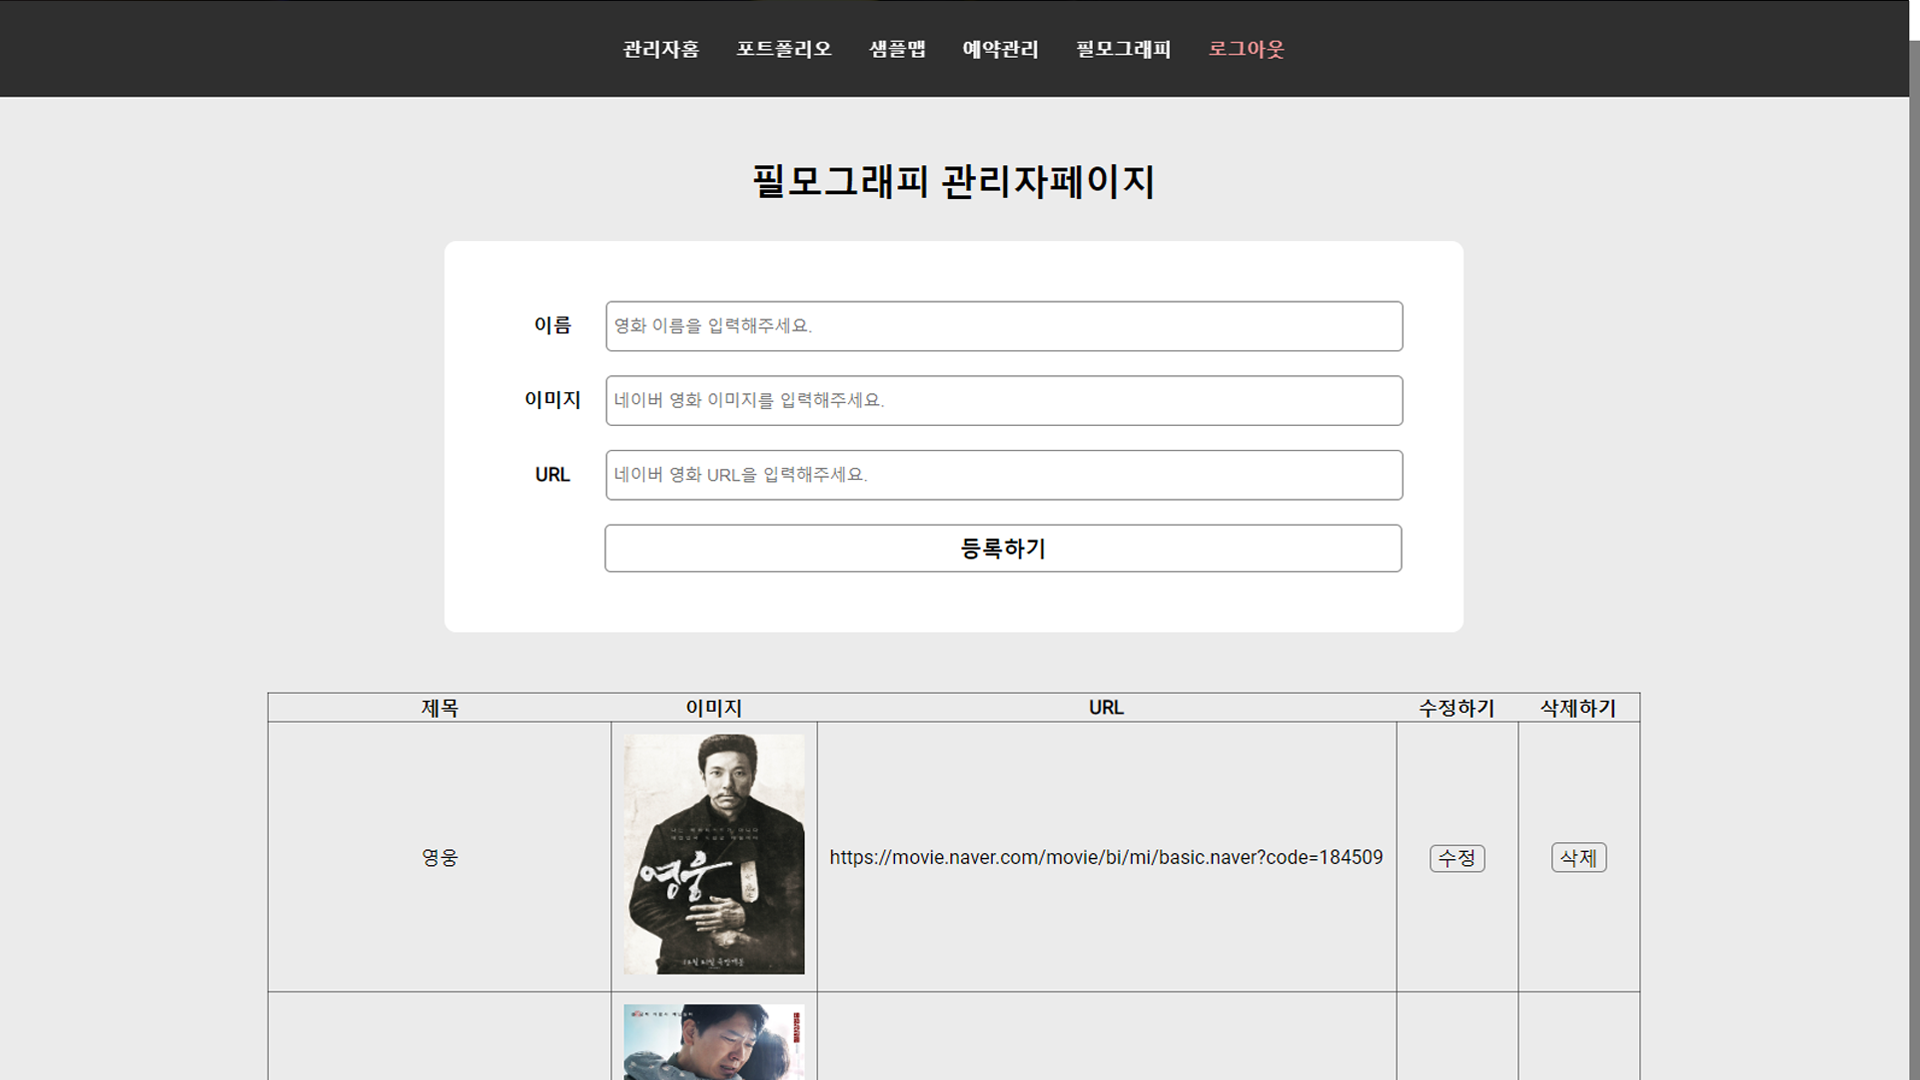 관리자홈 포트폴리오 샘플맵 예약관리 필모그래피 로그아웃
필모그래피 관리자페이지
이름 영화 이름을 입력해주세요.
이미지 네이버 영화 이미지를 입력해주세요.
URL 네이버 영화 URL을 입력해주세요.
등록하기
제목 이미지 URL 수정하기 삭제하기
영웅 https://movie.naver.com/movie/bi/mi/basic.naver?code=184509 수정 삭제
영웅